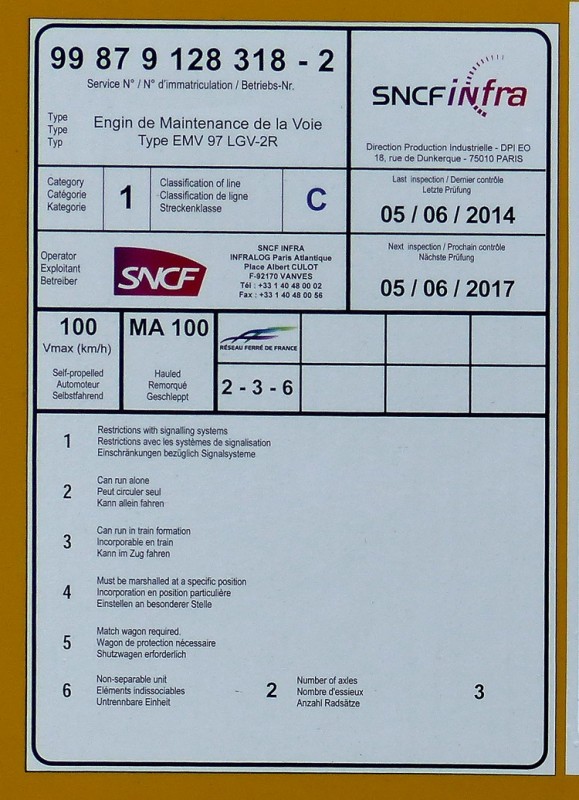 99 87 9 128 318 - 2
Service N° / N° d'immatriculation / Betriebs-Nr.
Type
Type
Typ
Engin de Maintenance de la Voie
Type EMV 97 LGV-2R
SNCF infra
Direction Production Industrielle - DPI EO
18, rue de Dunkerque - 75010 PARIS
Category
Catégorie
Kategorie
1
Classification of line
Classification de ligne
Streckenklasse
C
Last inspection / Dernier contrôle
Letzte Prüfung
05 / 06 / 2014
Operator
Exploitant
Betreiber
SNCF
SNCF INFRA
INFRALOG Paris Atlantique
Place Albert CULOT
F-92170 VANVES
Tél : +33 1 40 48 00 02
Fax : +33 1 40 48 00 56
Next inspection / Prochain contrôle
Nächste Prüfung
05 / 06 / 2017
100
Vmax (km/h)
Self-propelled
Automoteur
Selbstfahrend
MA 100
Hauled
Remorqué
Geschleppt
RÉSEAU FERRÉ DE FRANCE
2 - 3 - 6
1
Restrictions with signalling systems
Restrictions avec les systèmes de signalisation
Einschränkungen bezüglich Signalsysteme
2
Can run alone
Peut circuler seul
Kann allein fahren
3
Can run in train formation
Incorporable en train
Kann im Zug fahren
4
Must be marshalled at a specific position
Incorporation en position particulière
Einstellen an besonderer Stelle
5
Match wagon required.
Wagon de protection nécessaire
Shutzwagen erforderlich
6
Non-separable unit
Eléments indissociables
Untrennbare Einheit
- 2
Number of axles
Nombre d'essieux
Anzahl Radsätze
3